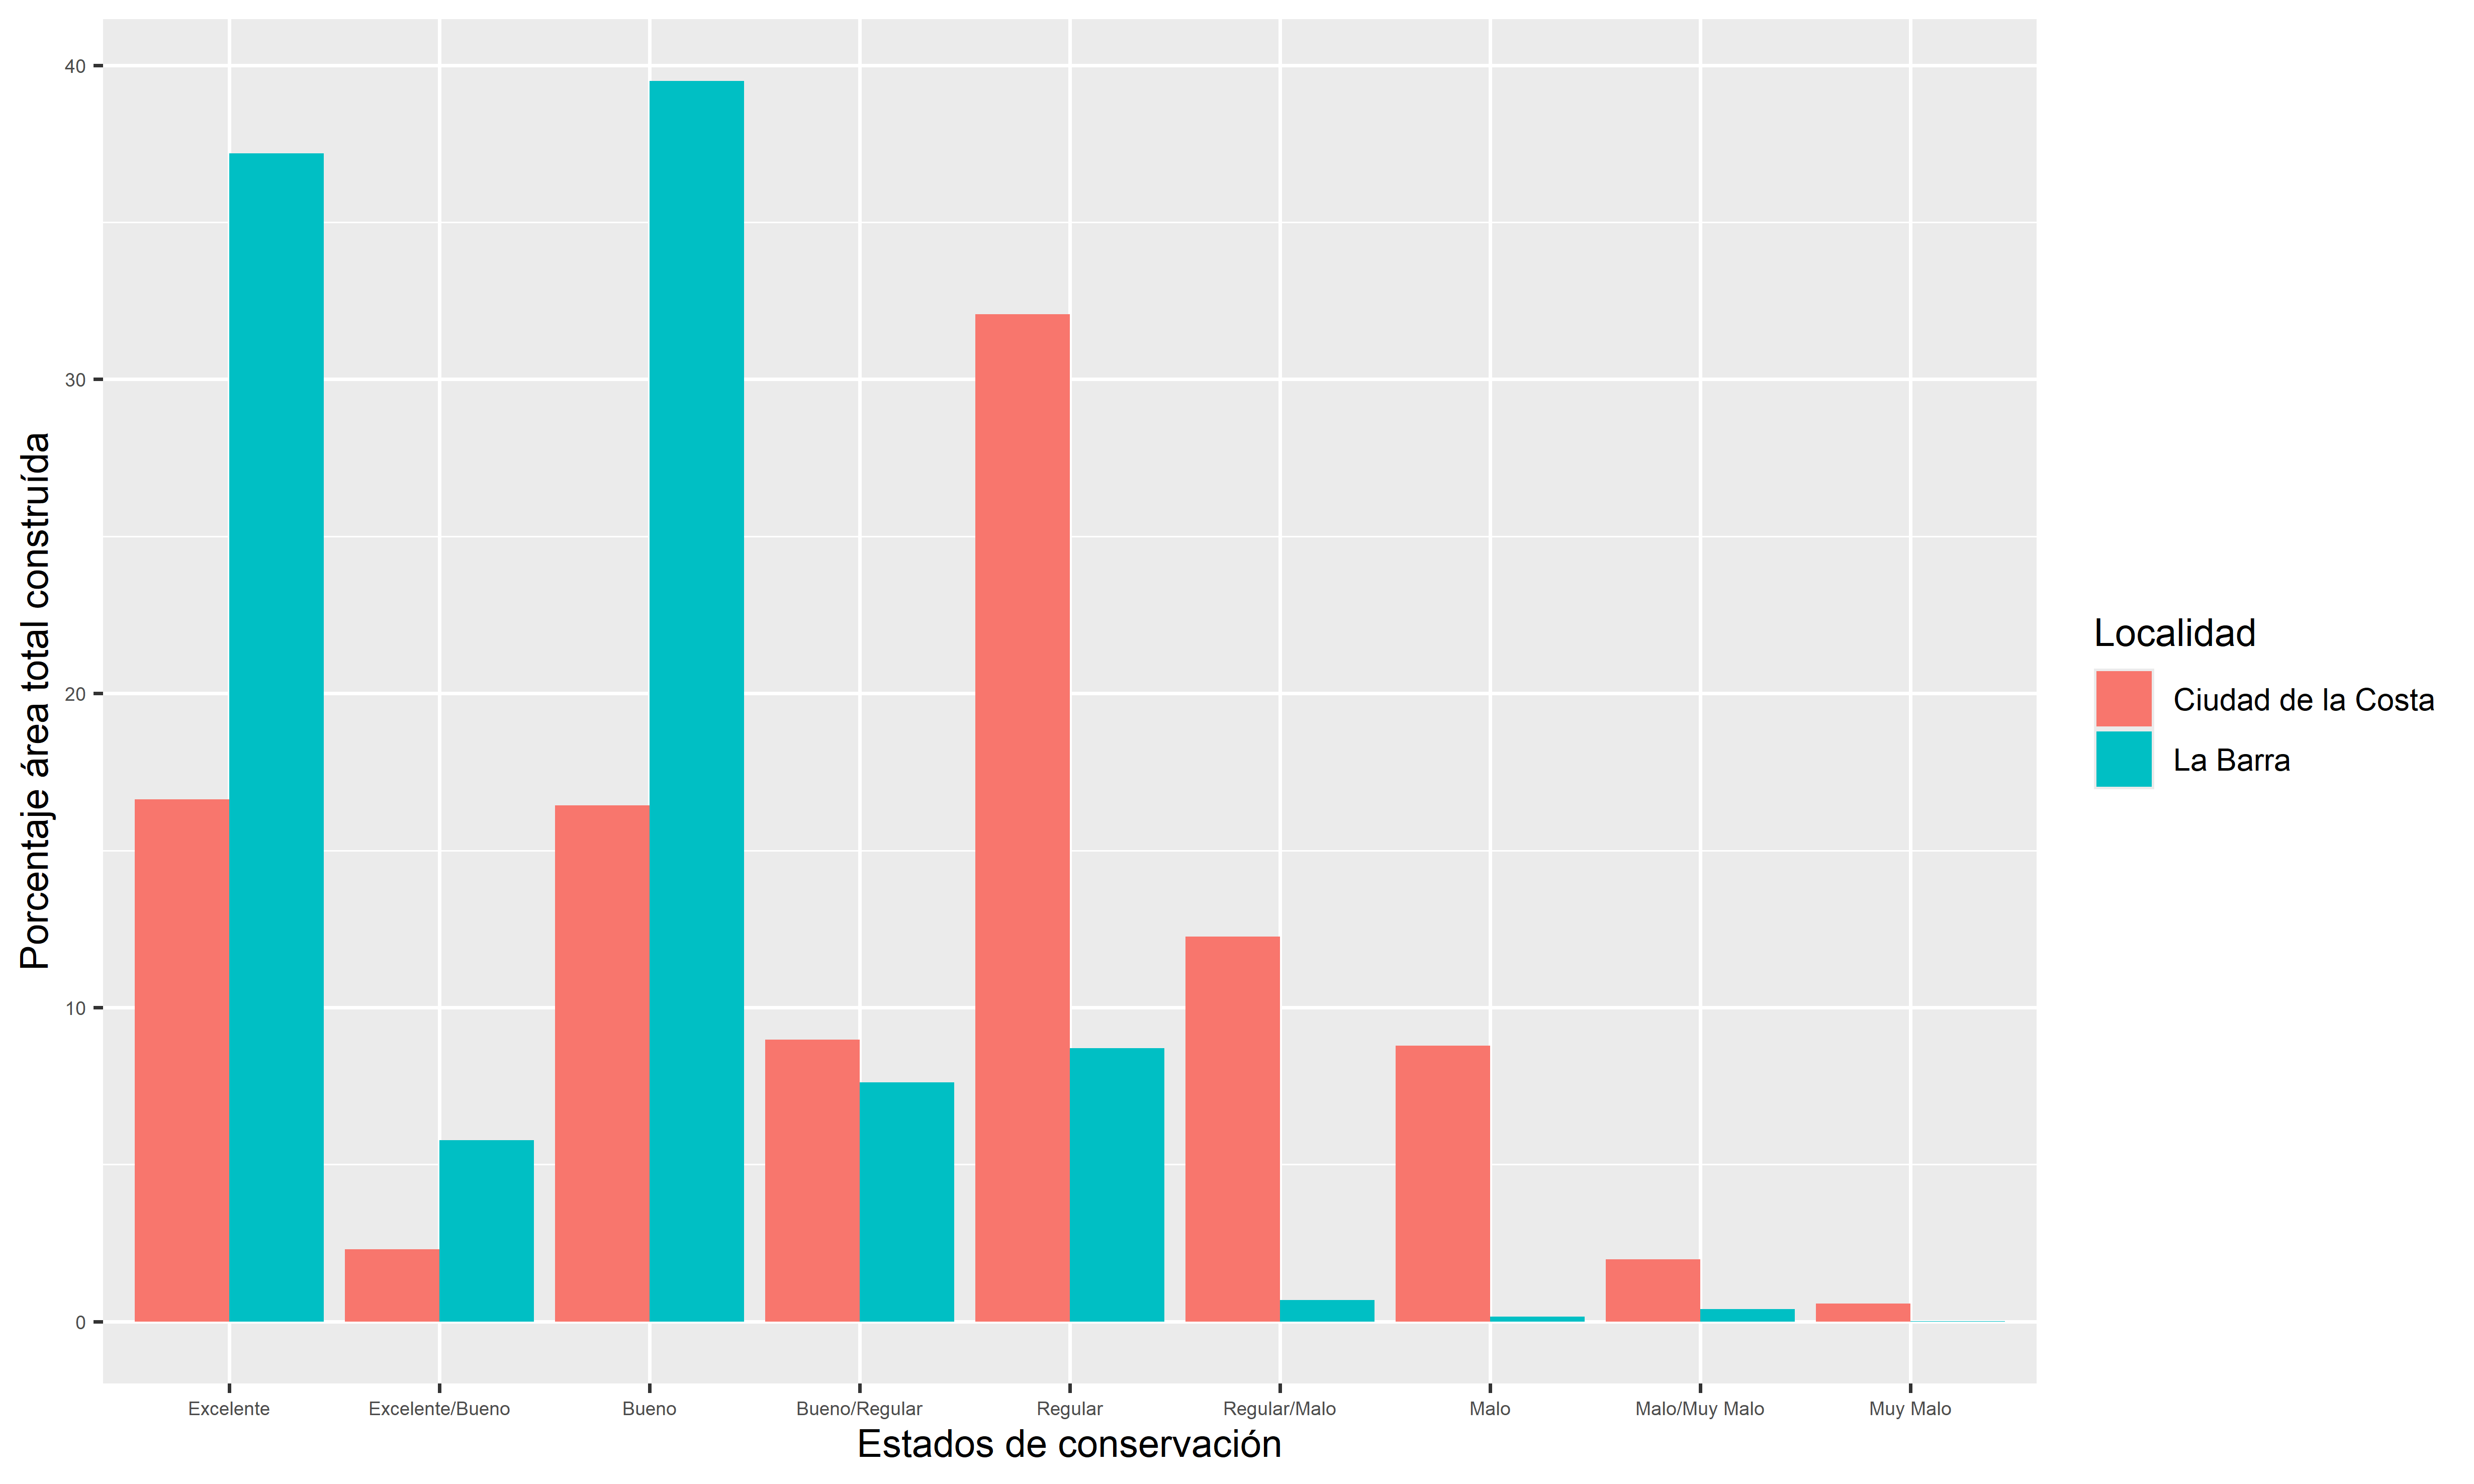 Porcentaje área total construída
40
30
20
10
0
Excelente
Excelente/Bueno
Bueno
Bueno/Regular
Regular
Regular/Malo
Malo
Malo/Muy Malo
Muy Malo
Estados de conservación
Localidad
Ciudad de la Costa
La Barra